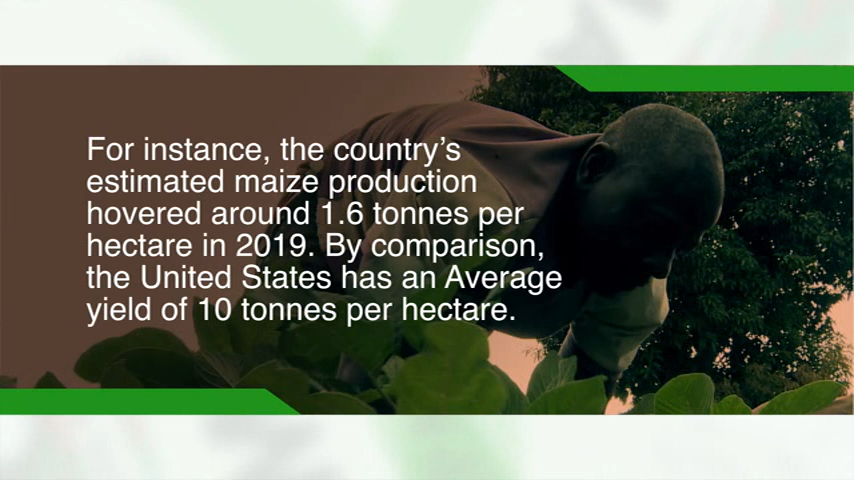 For instance, the country’s
estimated maize production
hovered around 1.6 tonnes per
hectare in 2019. By comparison,
the United States has an Average
yield of 10 tonnes per hectare.